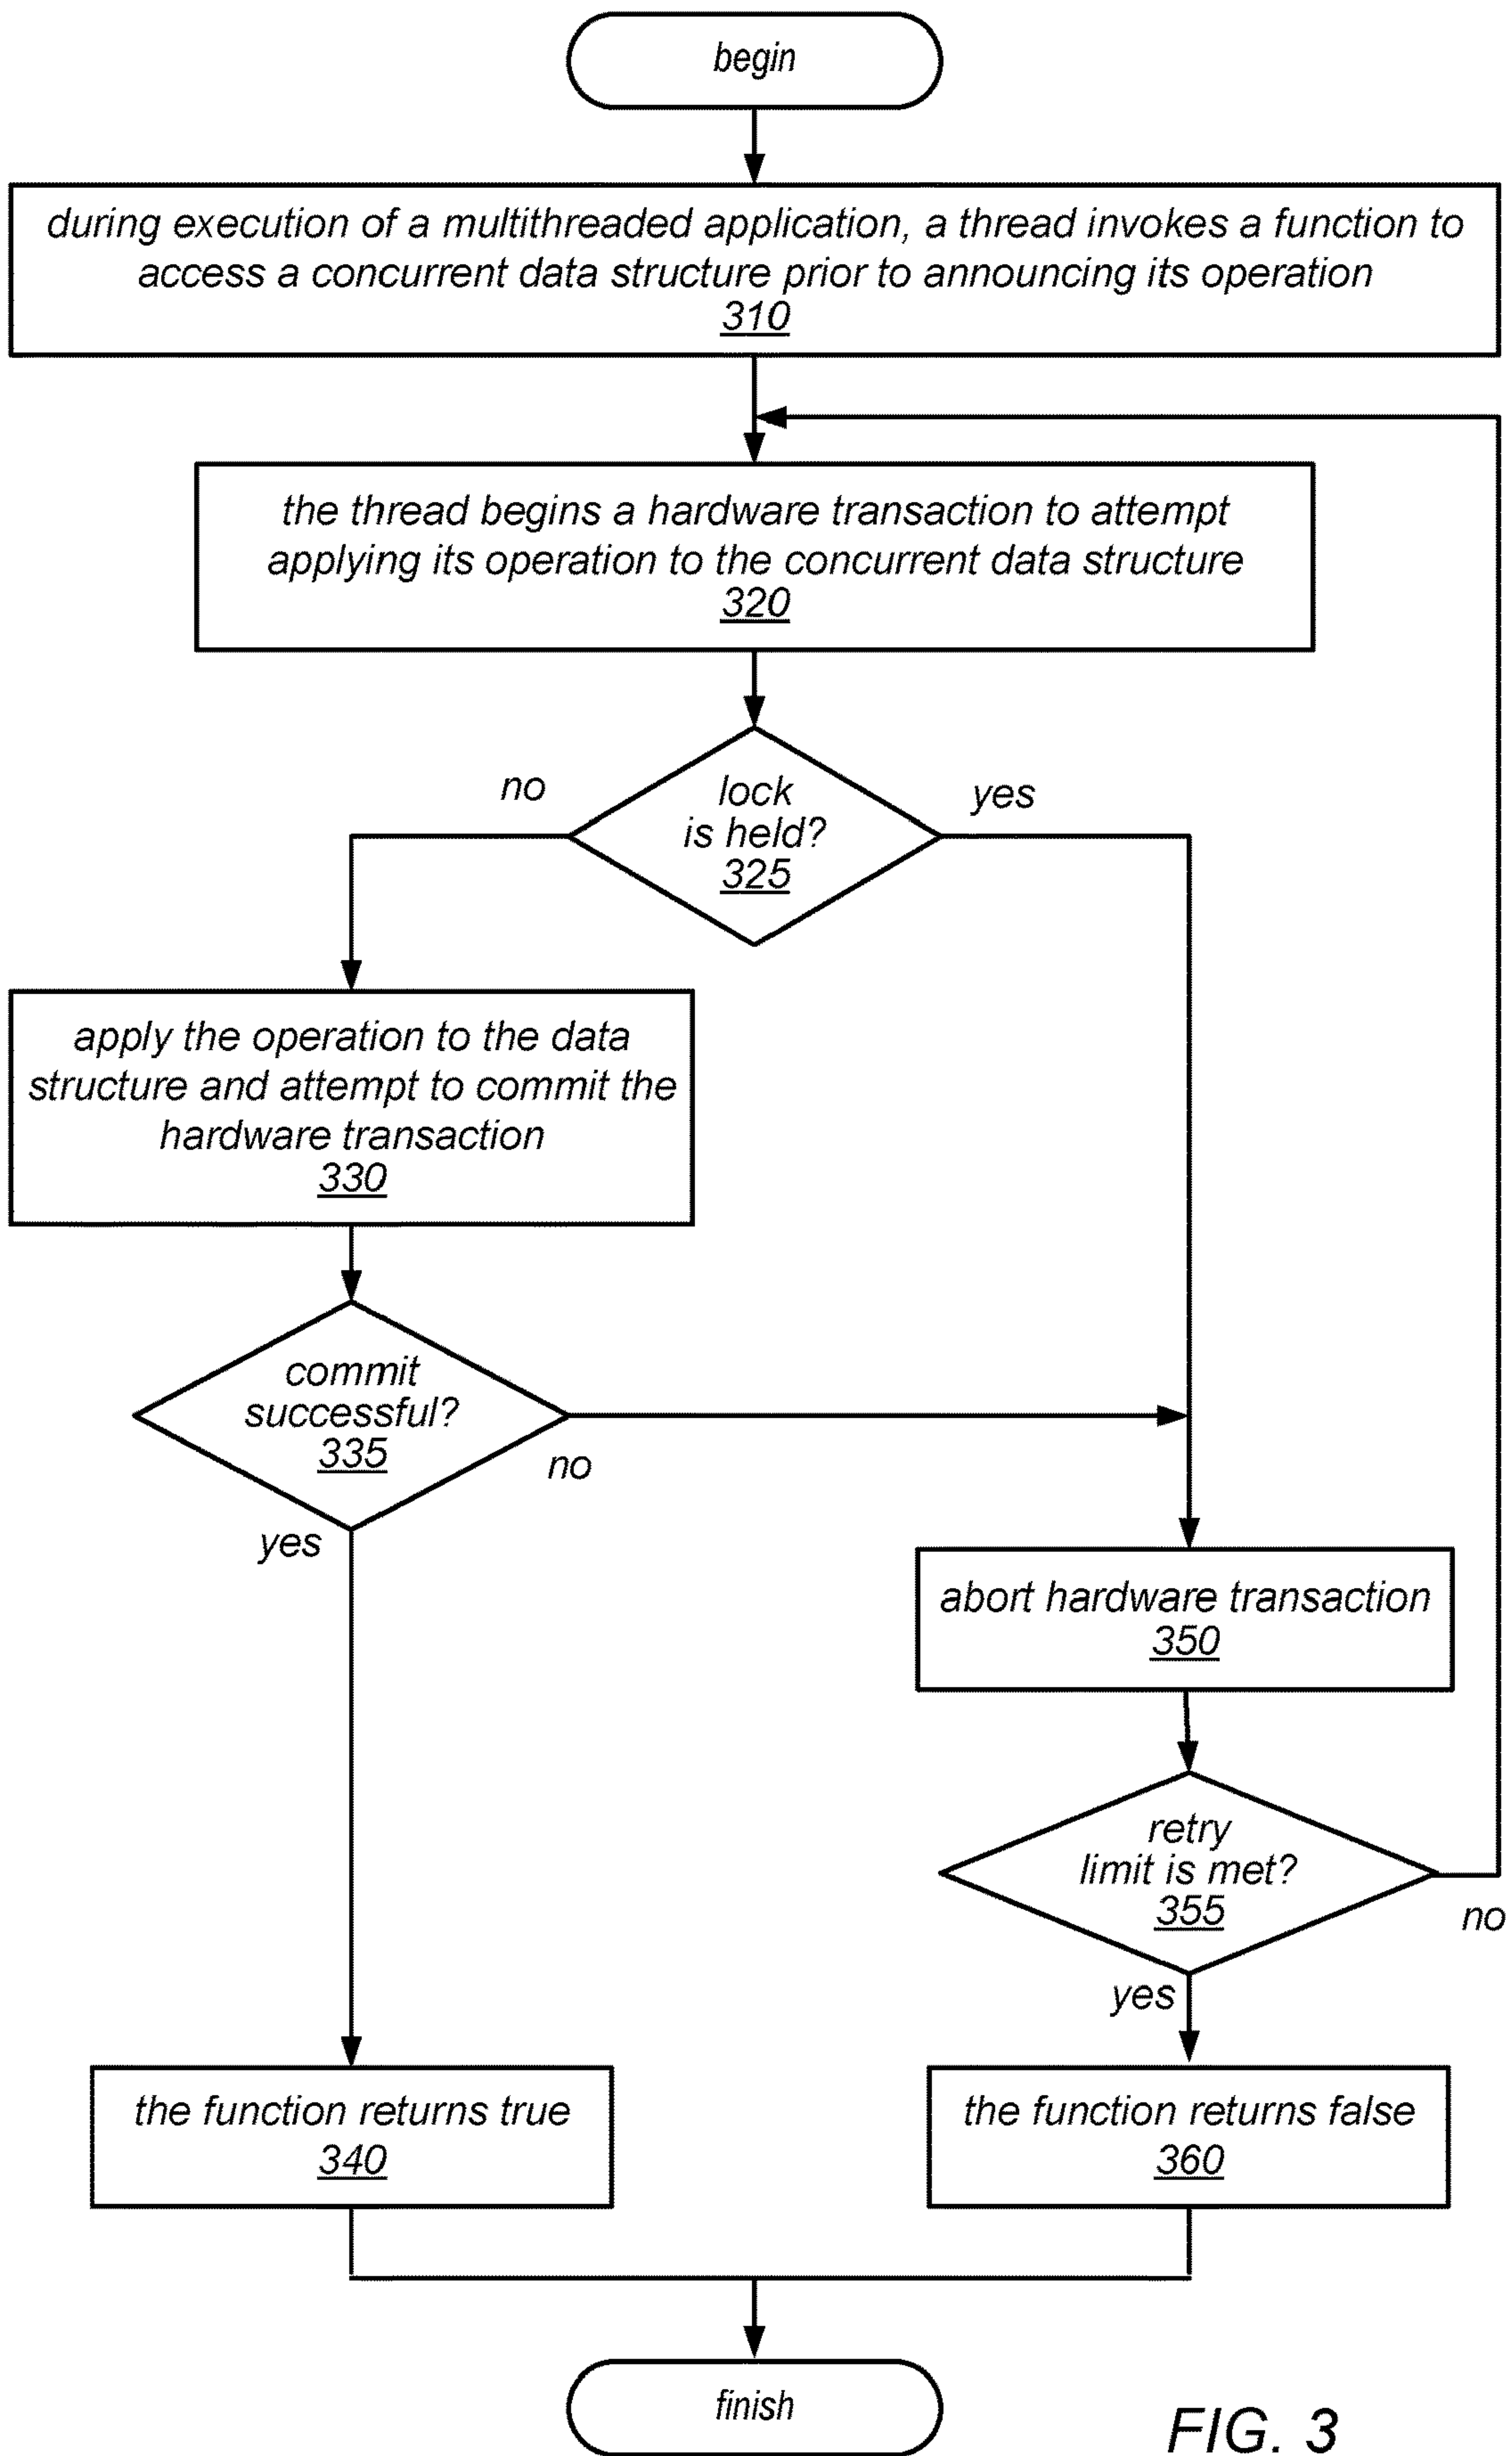 begin
during execution of a multithreaded application, a thread invokes a function to
access a concurrent data structure prior to announcing its operation
310
the thread begins a hardware transaction to attempt
applying its operation to the concurrent data structure
320
no
lock
is held?
325
yes
apply the operation to the data
structure and attempt to commit the
hardware transaction
330
commit
successful?
335
no
yes
abort hardware transaction
350
retry
limit is met?
355
no
yes
the function returns true
340
the function returns false
360
finish
FIG. 3